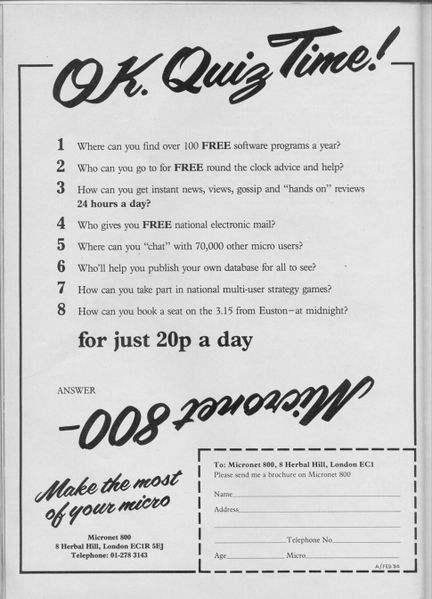 OK. Quiz Time!
1 Where can you find over 100 FREE software programs a year?
2 Who can you go to for FREE round the clock advice and help?
3 How can you get instant news, views, gossip and "hands on" reviews
24 hours a day?
4 Who gives you FREE national electronic mail?
5 Where can you "chat" with 70,000 other micro users?
6 Who'll help you publish your own database for all to see?
7 How can you take part in national multi-user strategy games?
8 How can you book a seat on the 3.15 from Euston–at midnight?
for just 20p a day
ANSWER
Micronet 800–
Make the most
of your micro
Micronet 800
8 Herbal Hill, London EC1R 5EJ
Telephone: 01-278 3143
To: Micronet 800, 8 Herbal Hill, London EC1
Please send me a brochure on Micronet 800
Name
Address
Telephone No.
Age Micro